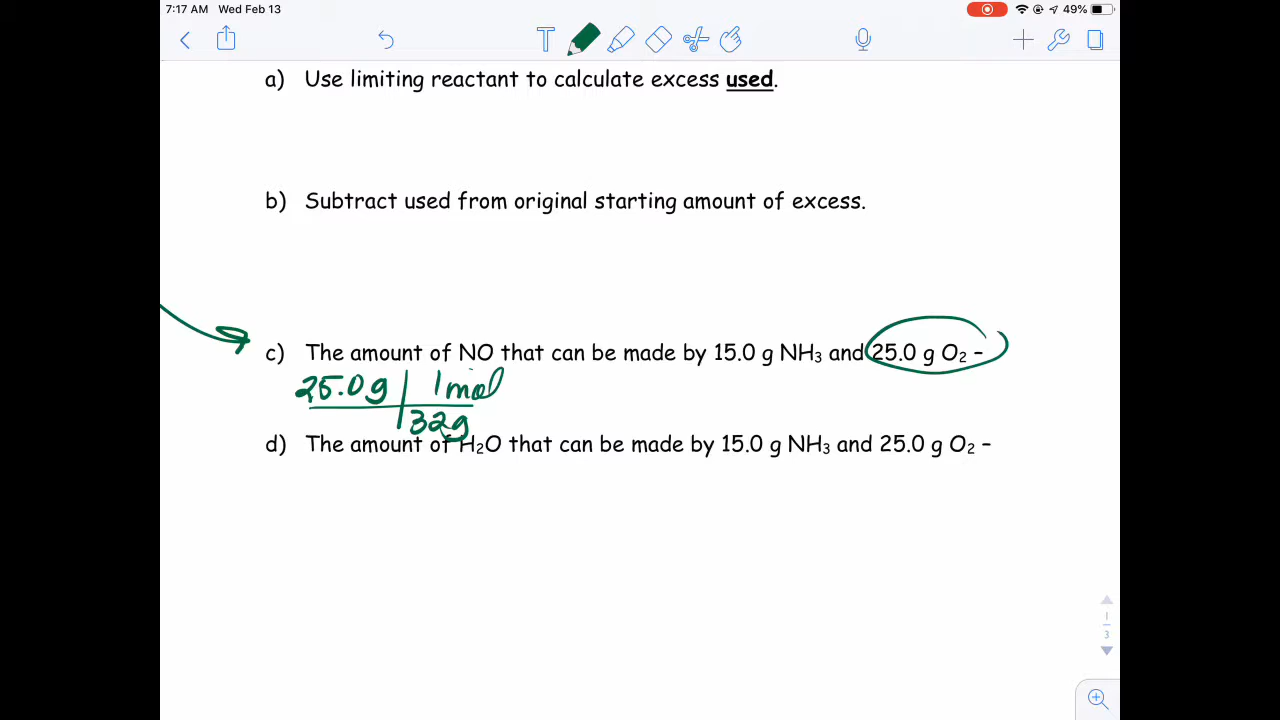 7:17 AM Wed Feb 13
49%
T
a) Use limiting reactant to calculate excess used.
b) Subtract used from original starting amount of excess.
c) The amount of NO that can be made by 15.0 g NH₃ and 25.0 g O₂ –
25.0g | 1mol
32g
d) The amount of H₂O that can be made by 15.0 g NH₃ and 25.0 g O₂ –
1
3